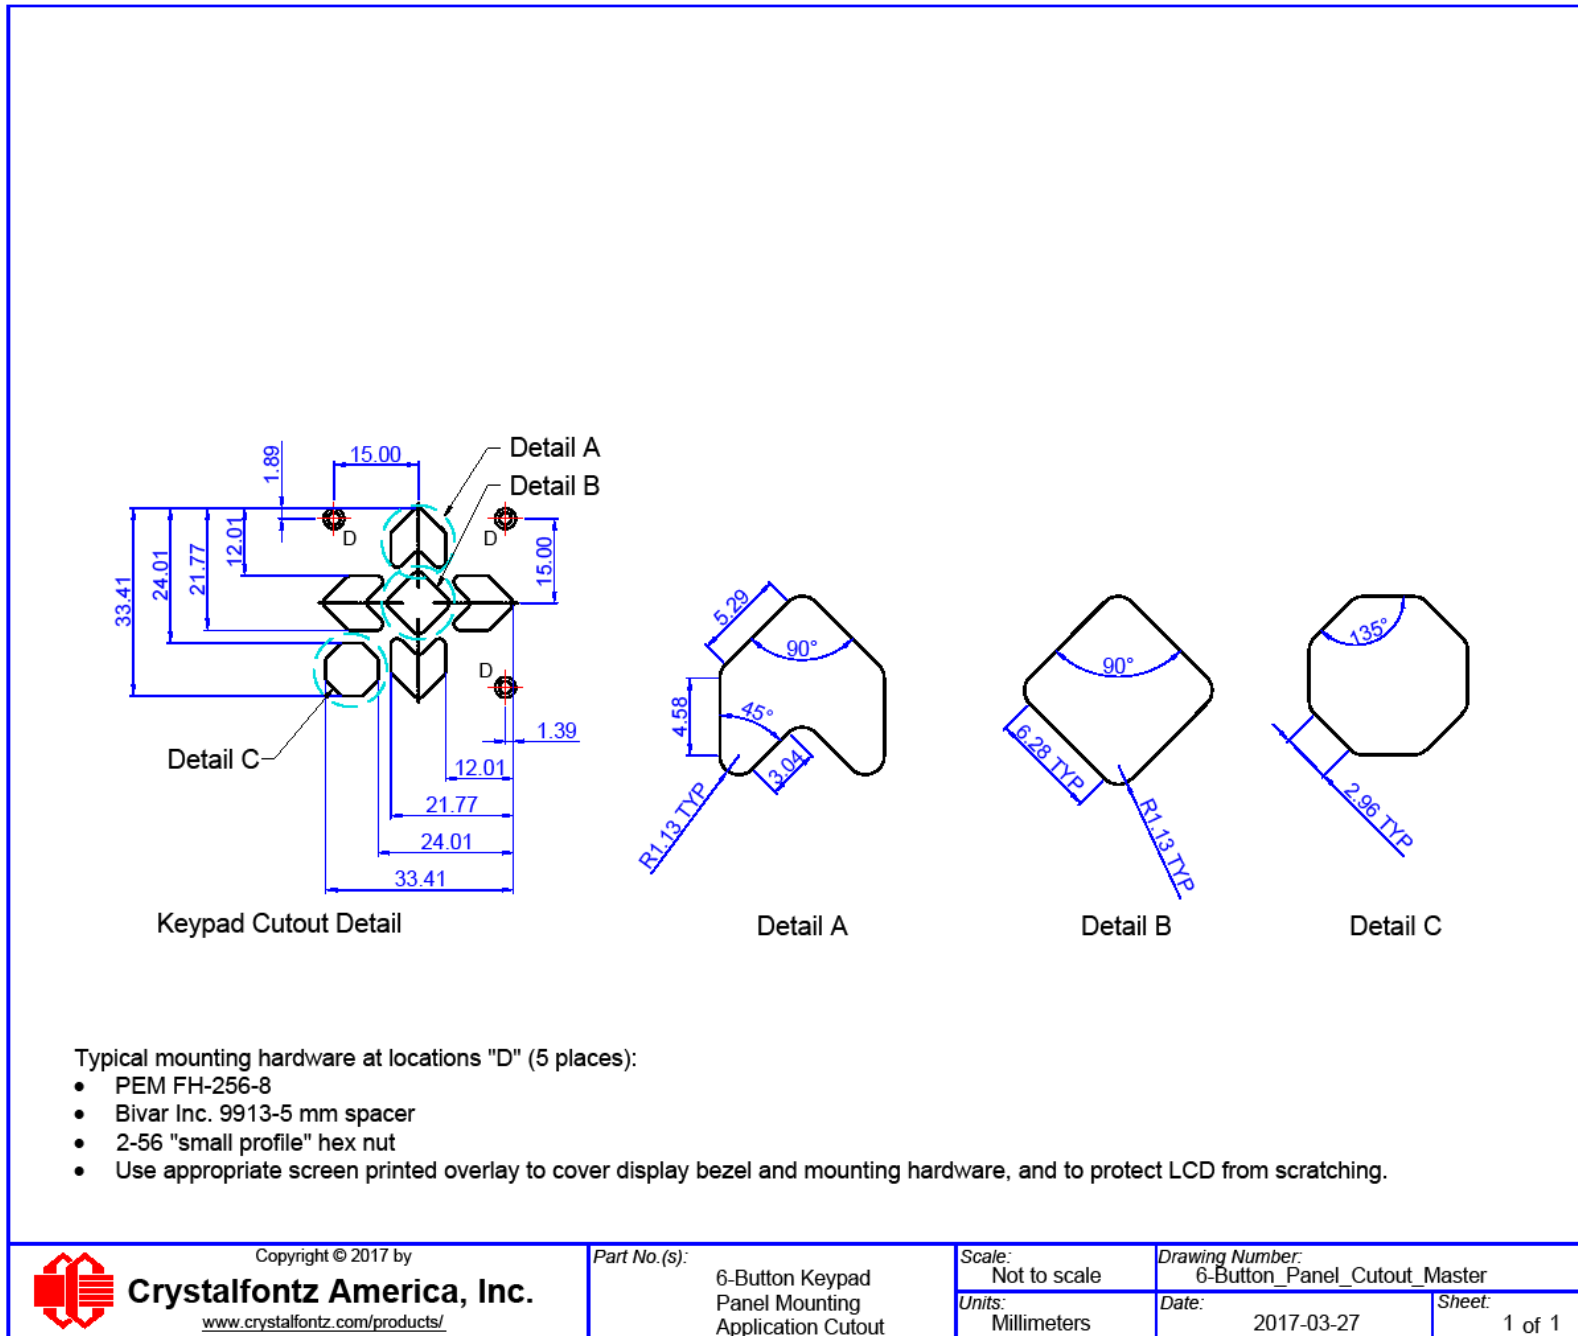 Detail A
Detail B
1.89
15.00
D
D
12.01
21.77
24.01
33.41
15.00
D
Detail C
1.39
12.01
21.77
24.01
33.41
Keypad Cutout Detail
5.29
90°
4.58
45°
3.04
R1.13 TYP
Detail A
90°
6.28 TYP
R1.13 TYP
Detail B
135°
2.96 TYP
Detail C
Typical mounting hardware at locations "D" (5 places):
• PEM FH-256-8
• Bivar Inc. 9913-5 mm spacer
• 2-56 "small profile" hex nut
• Use appropriate screen printed overlay to cover display bezel and mounting hardware, and to protect LCD from scratching.
Copyright © 2017 by
Crystalfontz America, Inc.
www.crystalfontz.com/products/
Part No.(s):
6-Button Keypad
Panel Mounting
Application Cutout
Scale:
Not to scale
Drawing Number:
6-Button_Panel_Cutout_Master
Units:
Millimeters
Date:
2017-03-27
Sheet:
1 of 1